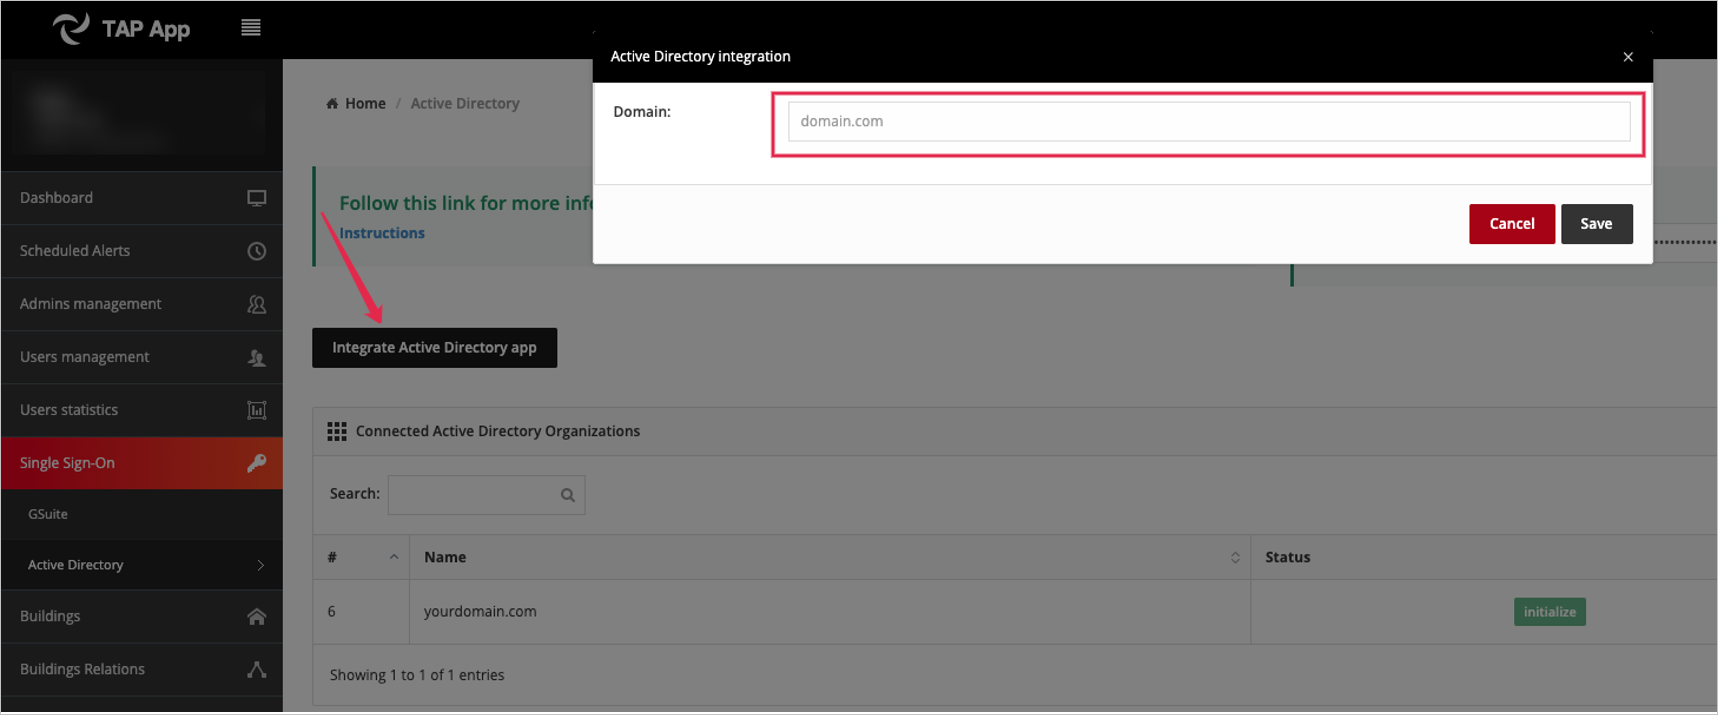 TAP App
Active Directory integration
×
Domain:
domain.com
Cancel
Save
Home / Active Directory
Follow this link for more inf
Instructions
Integrate Active Directory app
Dashboard
Scheduled Alerts
Admins management
Users management
Users statistics
Single Sign-On
GSuite
Active Directory
Buildings
Buildings Relations
Connected Active Directory Organizations
Search:
# Name Status
6 yourdomain.com initialize
Showing 1 to 1 of 1 entries